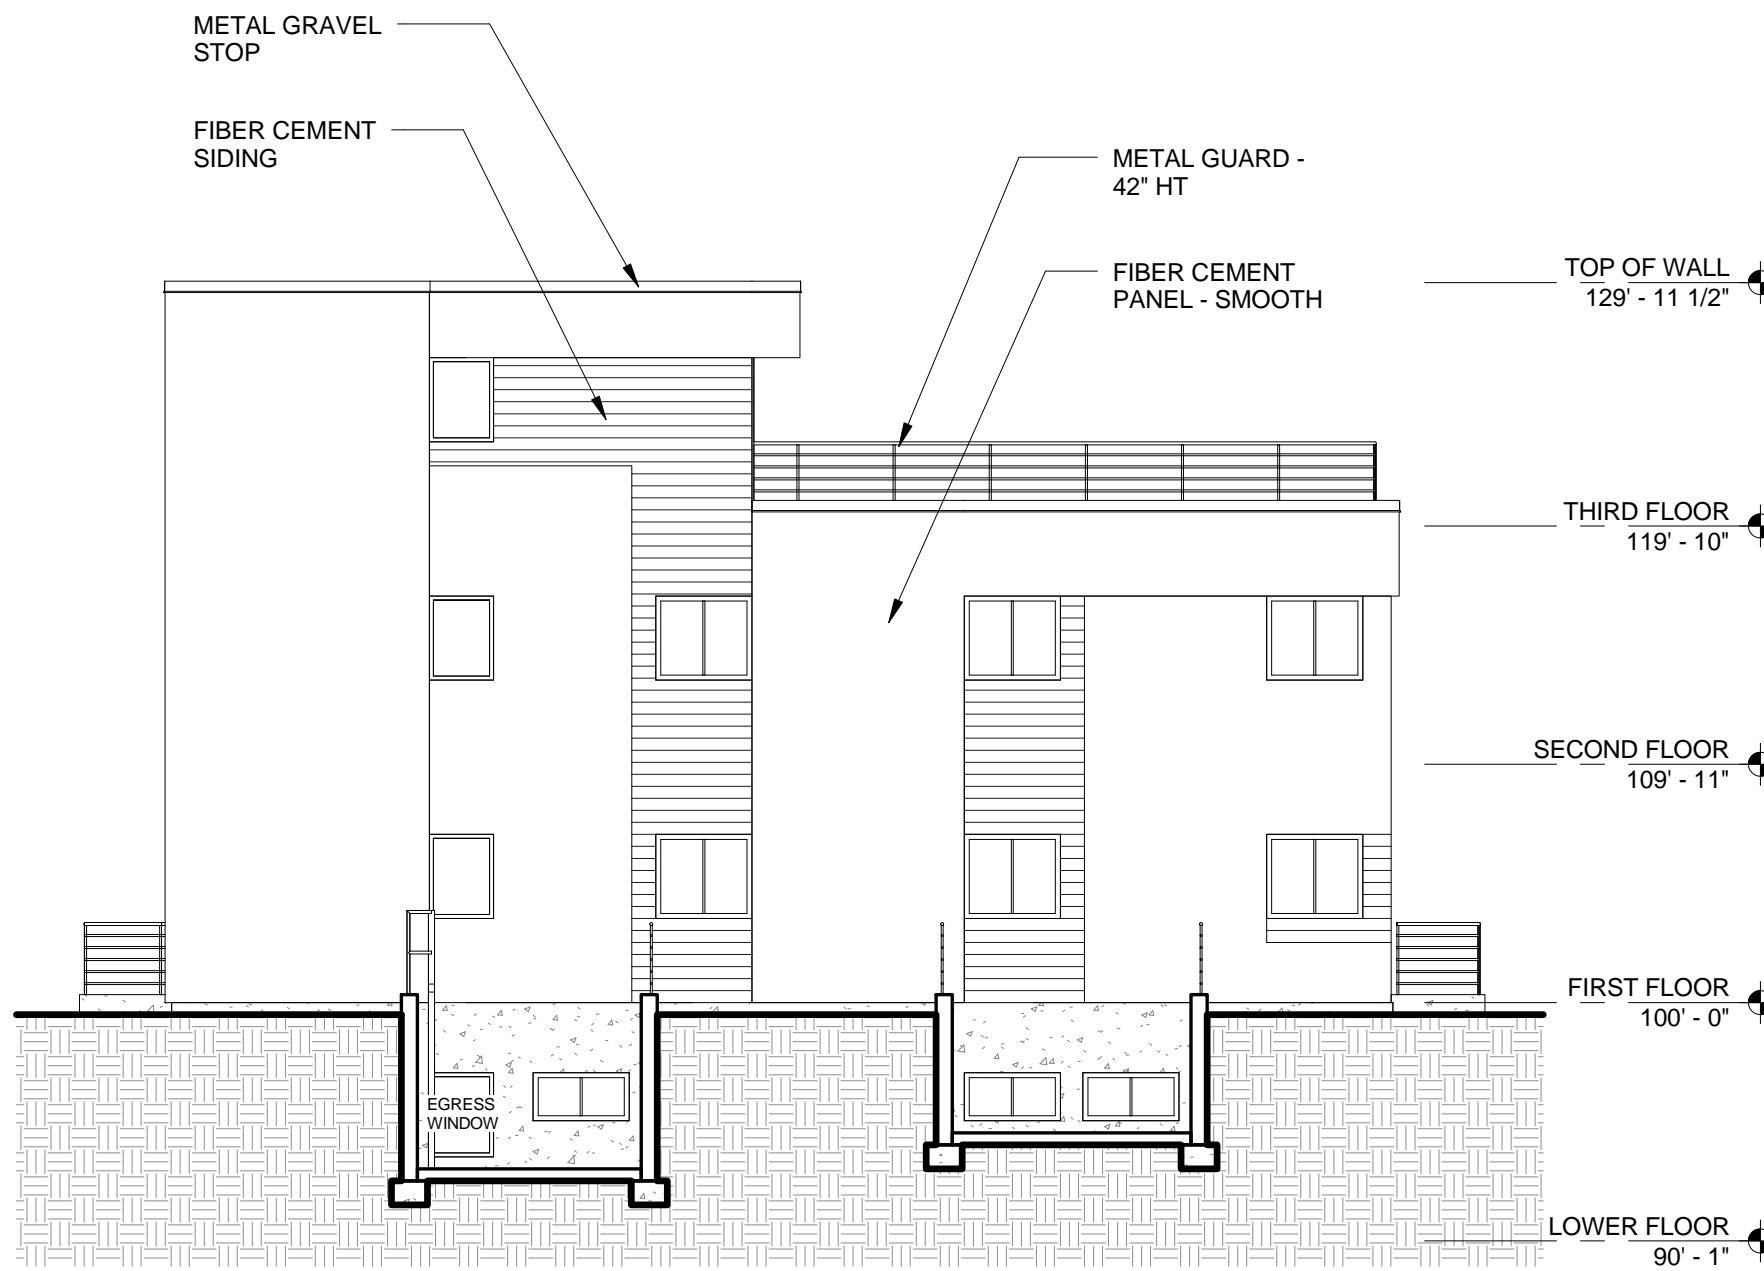 METAL GRAVEL
STOP
FIBER CEMENT
SIDING
METAL GUARD -
42" HT
FIBER CEMENT
PANEL - SMOOTH
TOP OF WALL
129' - 11 1/2"
THIRD FLOOR
119' - 10"
SECOND FLOOR
109' - 11"
FIRST FLOOR
100' - 0"
EGRESS
WINDOW
LOWER FLOOR
90' - 1"